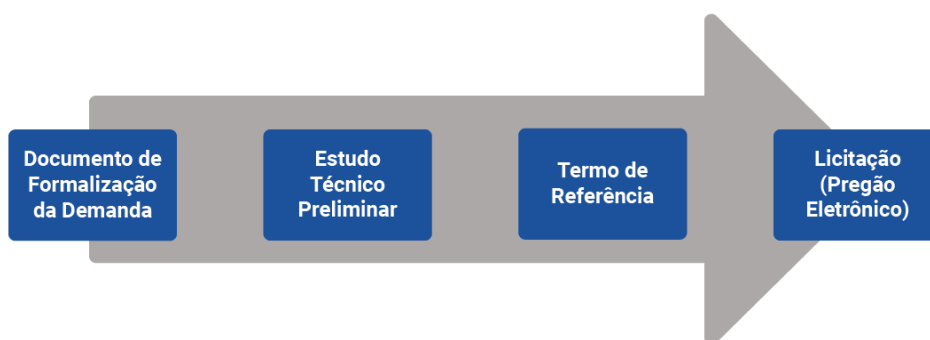 Documento de
Formalização
da Demanda
Estudo
Técnico
Preliminar
Termo de
Referência
Licitação
(Pregão
Eletrônico)